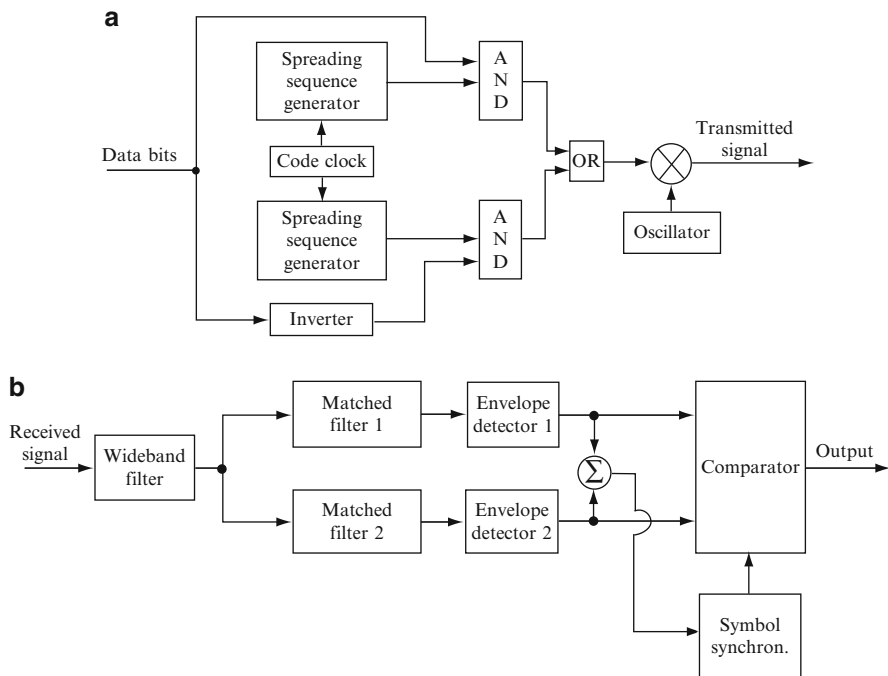 a
Spreading
sequence
generator
A
N
D
Data bits
Code clock
OR
Transmitted
signal
Spreading
sequence
generator
A
N
D
Oscillator
Inverter
b
Received
signal
Wideband
filter
Matched
filter 1
Envelope
detector 1
Σ
Comparator
Output
Matched
filter 2
Envelope
detector 2
Symbol
synchron.